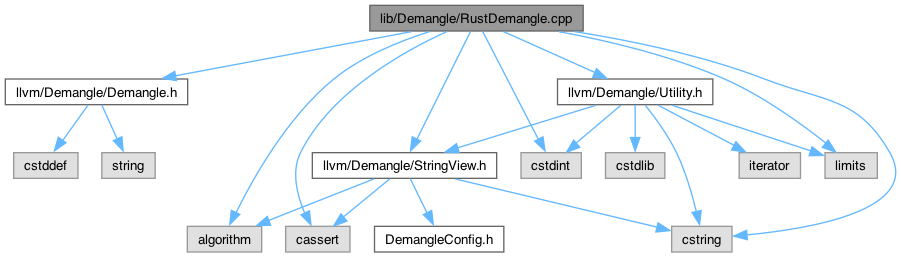 lib/Demangle/RustDemangle.cpp
llvm/Demangle/Demangle.h
llvm/Demangle/Utility.h
cstddef
string
llvm/Demangle/StringView.h
cstdint
cstdlib
iterator
limits
algorithm
cassert
DemangleConfig.h
cstring